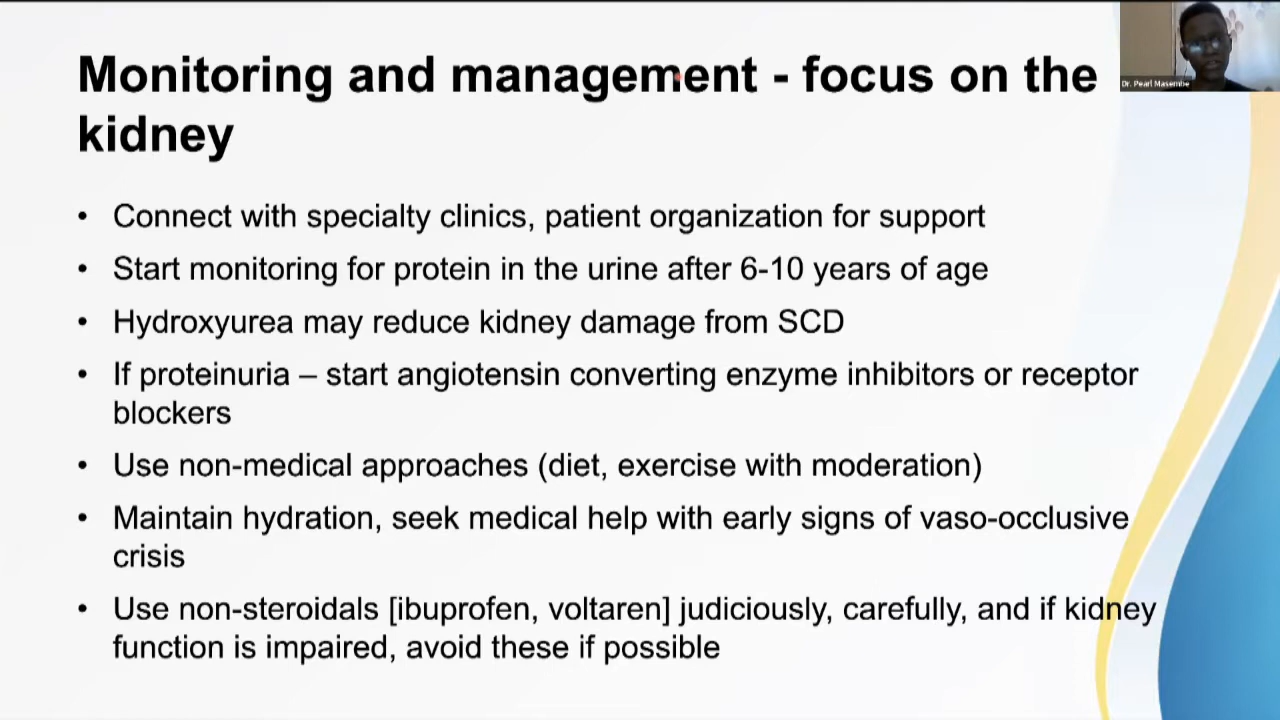 Monitoring and management - focus on the
kidney
Dr. Pearl Masembe
• Connect with specialty clinics, patient organization for support
• Start monitoring for protein in the urine after 6-10 years of age
• Hydroxyurea may reduce kidney damage from SCD
• If proteinuria – start angiotensin converting enzyme inhibitors or receptor
blockers
• Use non-medical approaches (diet, exercise with moderation)
• Maintain hydration, seek medical help with early signs of vaso-occlusive
crisis
• Use non-steroidals [ibuprofen, voltaren] judiciously, carefully, and if kidney
function is impaired, avoid these if possible